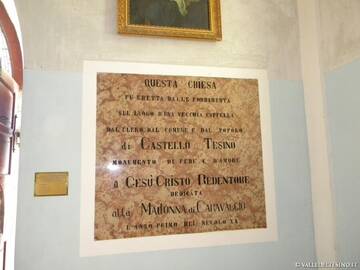 QUESTA CHIESA
FU ERETTA DALLE FONDAMENTA
SUL LUOGO D'UNA VECCHIA CAPPELLA
DAL CLERO DAL COMUNE E DAL POPOLO
di CASTELLO TESINO
MONUMENTO DI FEDE E D'AMORE
a GESÙ CRISTO REDENTORE
DEDICATA
alla MADONNA di CARAVAGGIO
L'ANNO PRIMO DEL SECOLO XX
© VALLEDELTESINO.IT